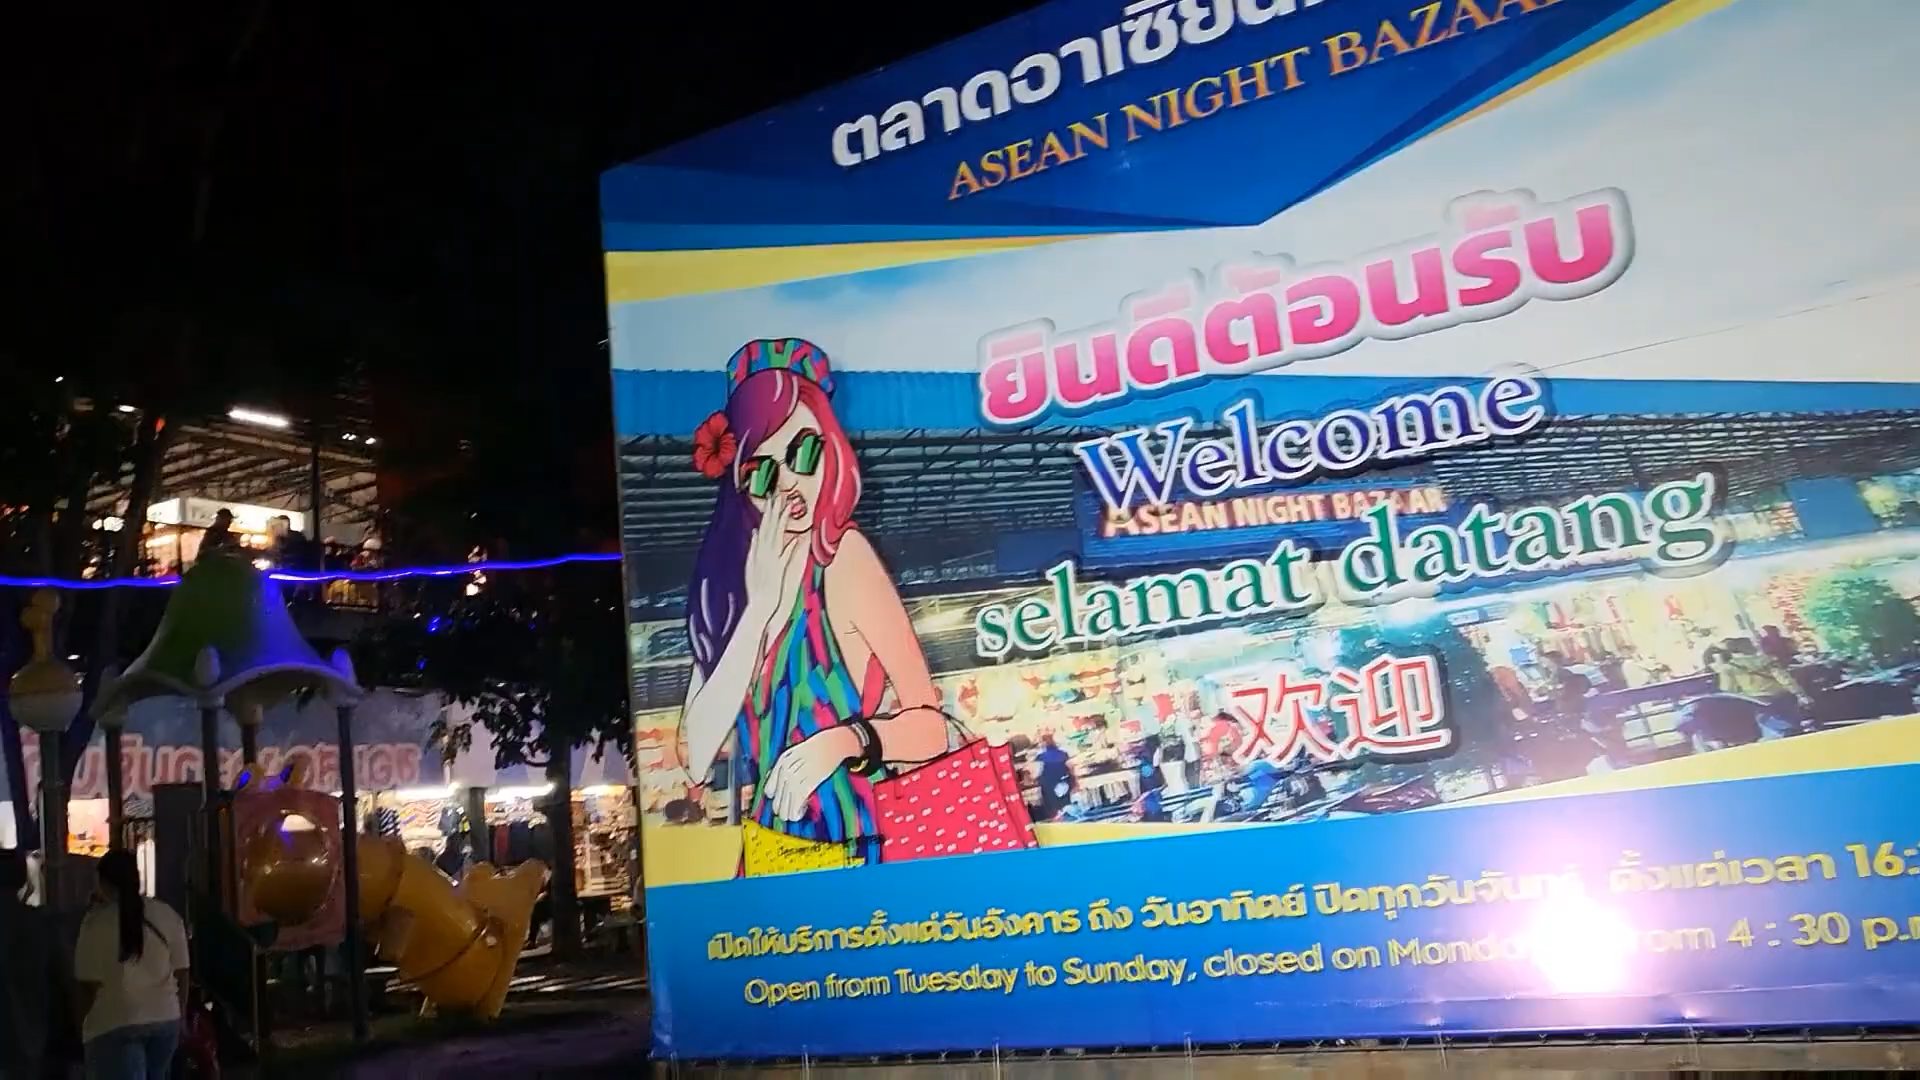 ตลาดอาเซียน
ASEAN NIGHT BAZAAR
ยินดีต้อนรับ
Welcome
ASEAN NIGHT BAZAAR
selamat datang
欢迎
เปิดให้บริการตั้งแต่วันอังคาร ถึง วันอาทิตย์ ปิดทุกวันจันทร์ ตั้งแต่เวลา 16:
Open from Tuesday to Sunday, closed on Monday from 4 : 30 p.m